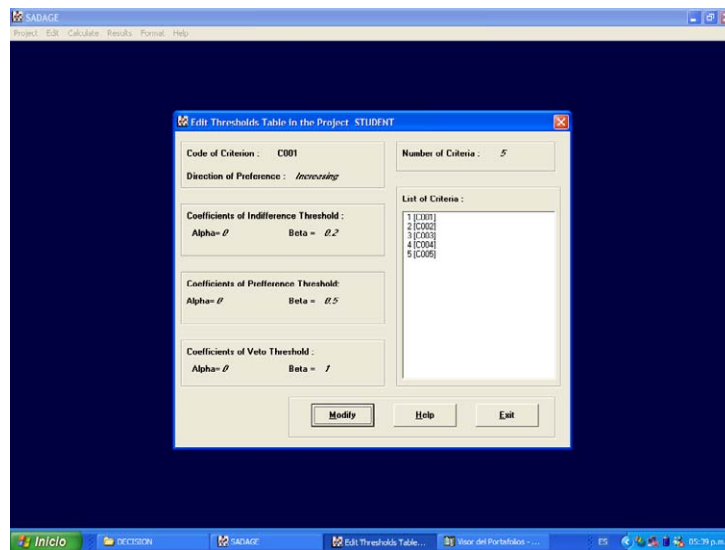 SADAGE
Project Edit Calculate Results Format Help
Edit Thresholds Table in the Project STUDENT
Code of Criterion : C001
Direction of Preference : Increasing
Number of Criteria : 5
Coefficients of Indifference Threshold :
Alpha= 0 Beta = 0.2
List of Criteria :
1 [C001]
2 [C002]
3 [C003]
4 [C004]
5 [C005]
Coefficients of Prefference Threshold:
Alpha= 0 Beta = 0.5
Coefficients of Veto Threshold :
Alpha= 0 Beta = 1
Modify Help Exit
Inicio DECISION SADAGE Edit Thresholds Table... Visor del Portafolios - ... ES 05:39 p.m.